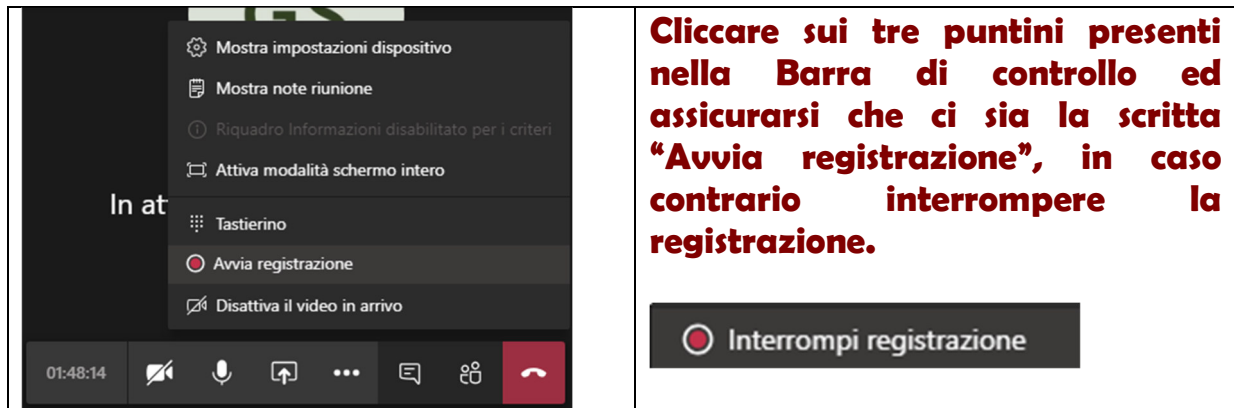 GS
Mostra impostazioni dispositivo
Mostra note riunione
Riquadro Informazioni disabilitato per i criteri
Attiva modalità schermo intero
In at
Tastierino
Avvia registrazione
Disattiva il video in arrivo
01:48:14
Cliccare sui tre puntini presenti
nella Barra di controllo ed
assicurarsi che ci sia la scritta
“Avvia registrazione”, in caso
contrario interrompere la
registrazione.
Interrompi registrazione